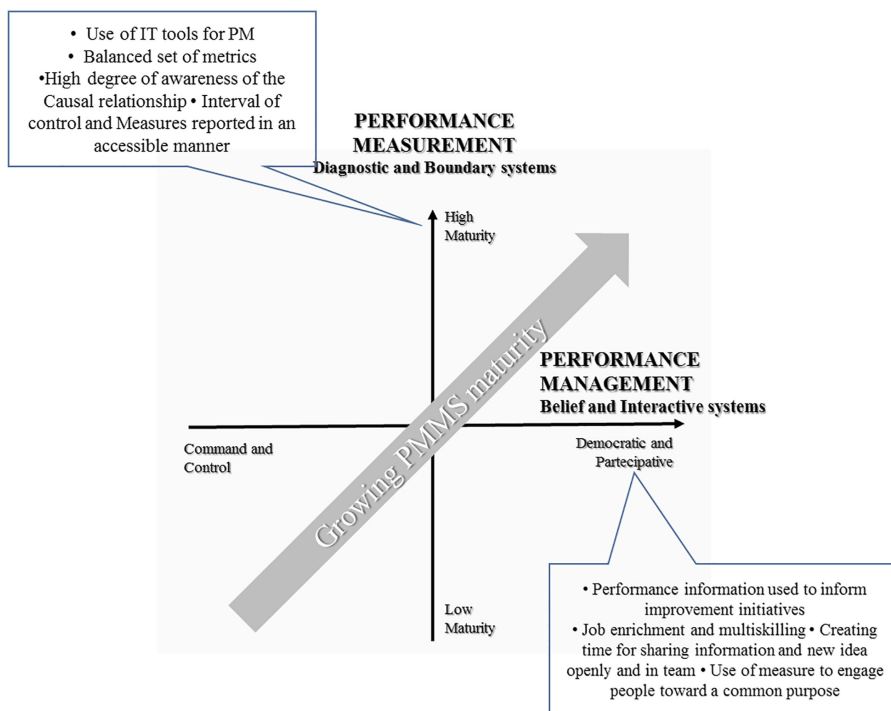 • Use of IT tools for PM
• Balanced set of metrics
•High degree of awareness of the
Causal relationship • Interval of
control and Measures reported in an
accessible manner
PERFORMANCE
MEASUREMENT
Diagnostic and Boundary systems
High
Maturity
Growing PMMS maturity
PERFORMANCE
MANAGEMENT
Belief and Interactive systems
Command and
Control
Democratic and
Partecipative
Low
Maturity
• Performance information used to inform
improvement initiatives
• Job enrichment and multiskilling • Creating
time for sharing information and new idea
openly and in team • Use of measure to engage
people toward a common purpose